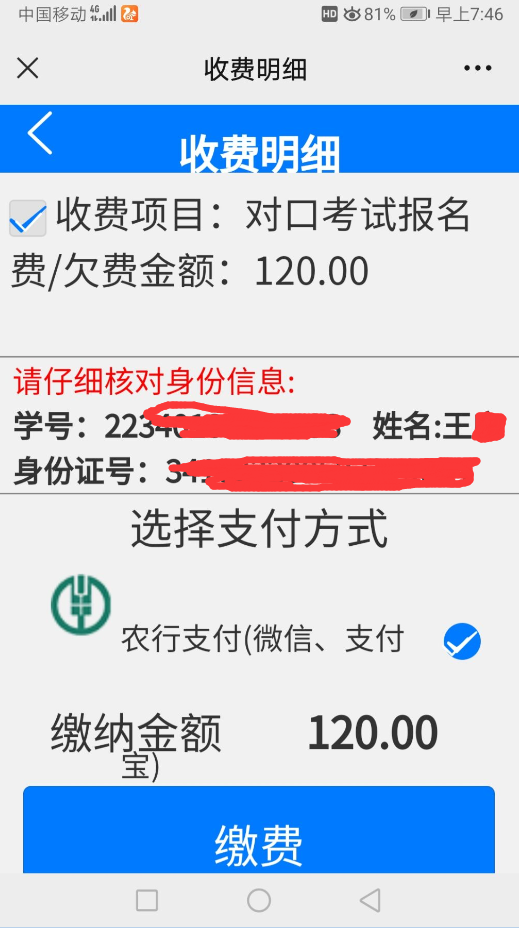 中国移动 4G HD 81% 早上7:46
收费明细
收费明细
收费项目：对口考试报名
费/欠费金额：120.00
请仔细核对身份信息:
学号：2234 姓名:王
身份证号：34
选择支付方式
农行支付(微信、支付
缴纳金额 120.00
宝)
缴费